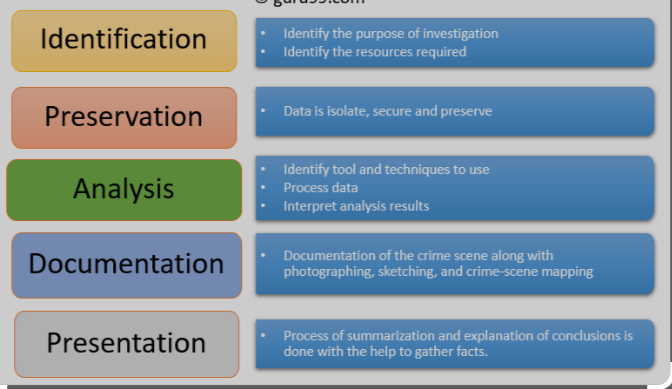 © guru99.com
Identification
• Identify the purpose of investigation
• Identify the resources required
Preservation
• Data is isolate, secure and preserve
Analysis
• Identify tool and techniques to use
• Process data
• Interpret analysis results
Documentation
• Documentation of the crime scene along with
photographing, sketching, and crime-scene mapping
Presentation
• Process of summarization and explanation of conclusions is
done with the help to gather facts.